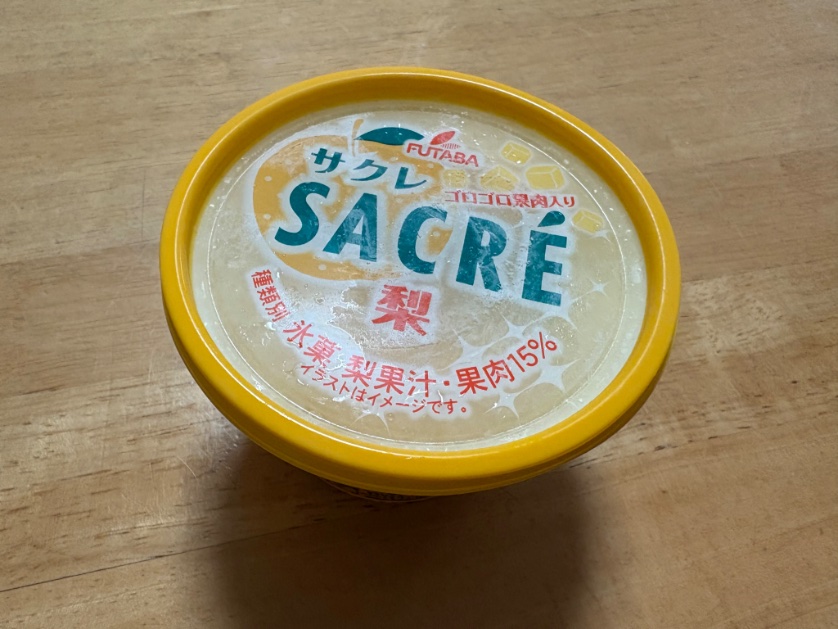 FUTABA
サクレ
ゴロゴロ果肉入り
SACRÉ
梨
種類別 氷菓 梨果汁・果肉15%
イラストはイメージです。